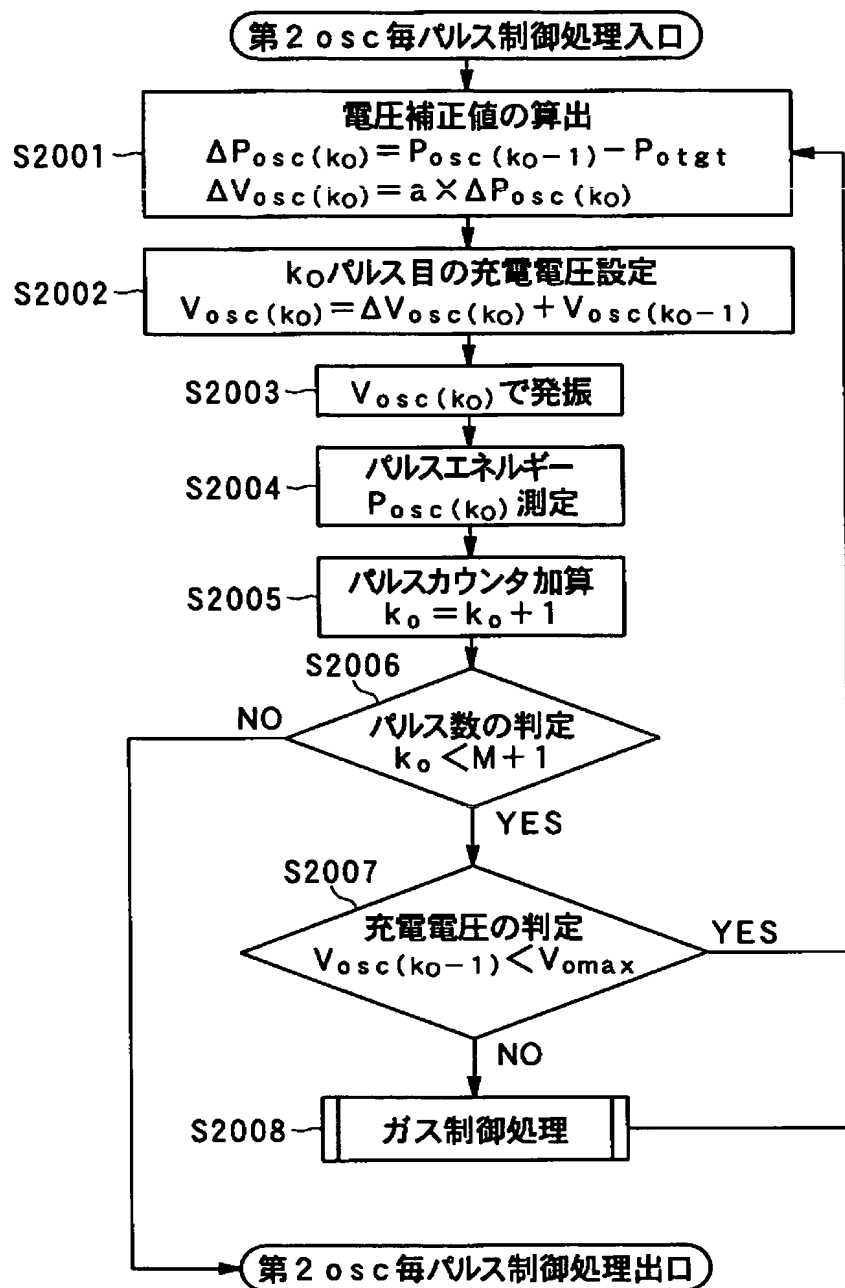 第2osc毎パルス制御処理入口
S2001
電圧補正値の算出
ΔPosc(ko)=Posc(ko-1)-Potgt
ΔVosc(ko)=a×ΔPosc(ko)
S2002
koパルス目の充電電圧設定
Vosc(ko)=ΔVosc(ko)+Vosc(ko-1)
S2003
Vosc(ko)で発振
S2004
パルスエネルギー
Posc(ko)測定
S2005
パルスカウンタ加算
ko=ko+1
S2006
NO
パルス数の判定
ko<M+1
YES
S2007
充電電圧の判定
Vosc(ko-1)<Vomax
YES
NO
S2008
ガス制御処理
第2osc毎パルス制御処理出口